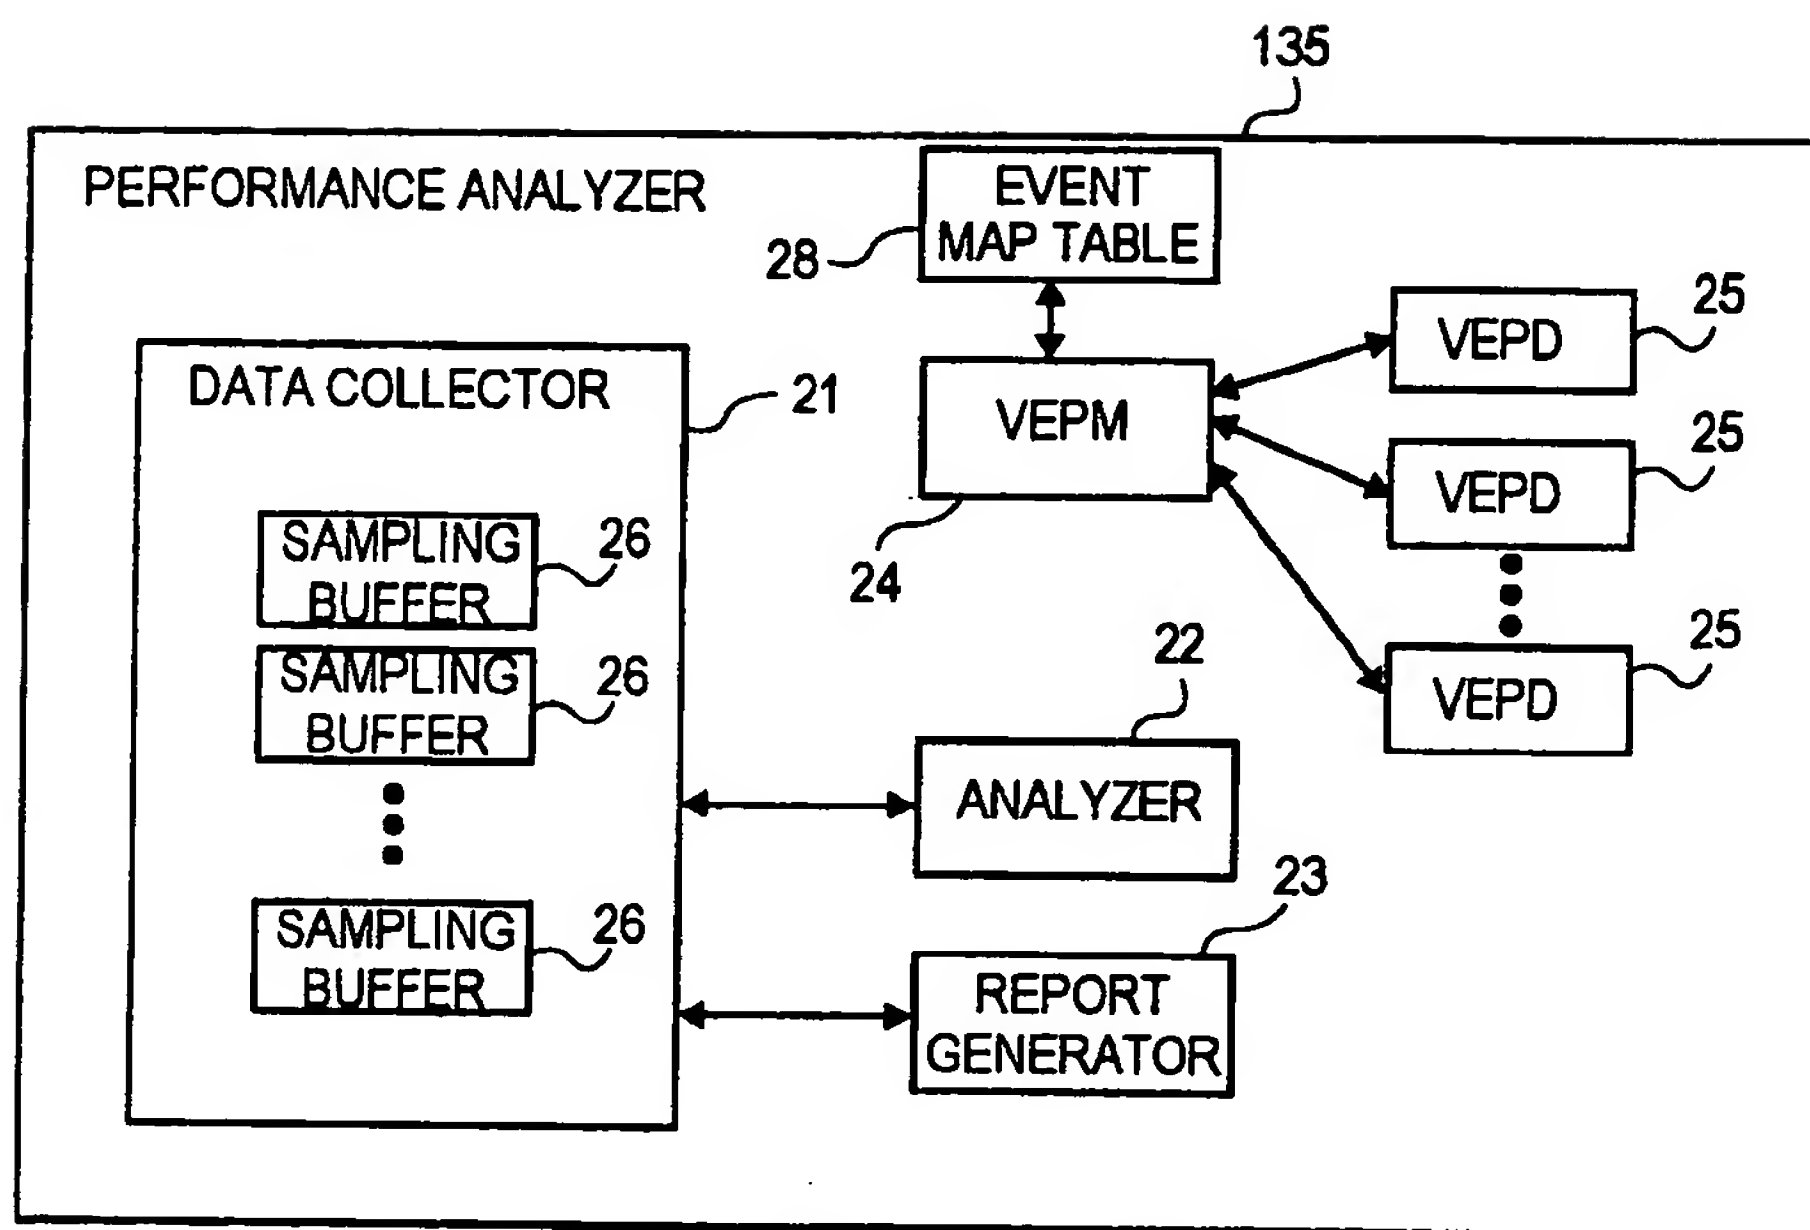 135
PERFORMANCE ANALYZER
EVENT
MAP TABLE
28
DATA COLLECTOR
21
VEPM
24
VEPD
25
VEPD
25
VEPD
25
SAMPLING
BUFFER
26
SAMPLING
BUFFER
26
SAMPLING
BUFFER
26
22
ANALYZER
23
REPORT
GENERATOR